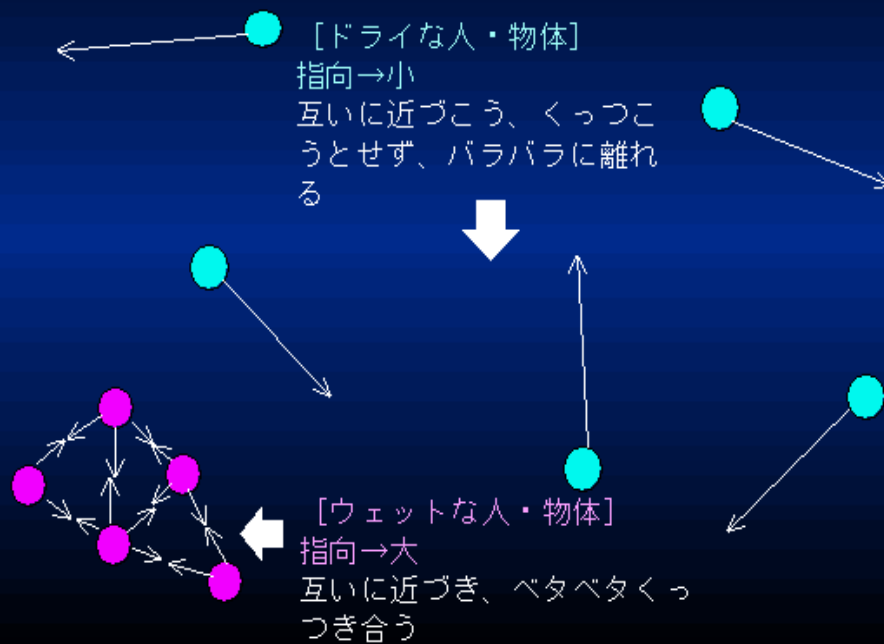 ［ドライな人・物体］
指向→小
互いに近づこう、くっつこ
うとせず、バラバラに離れ
る
［ウェットな人・物体］
指向→大
互いに近づき、ベタベタくっ
つき合う